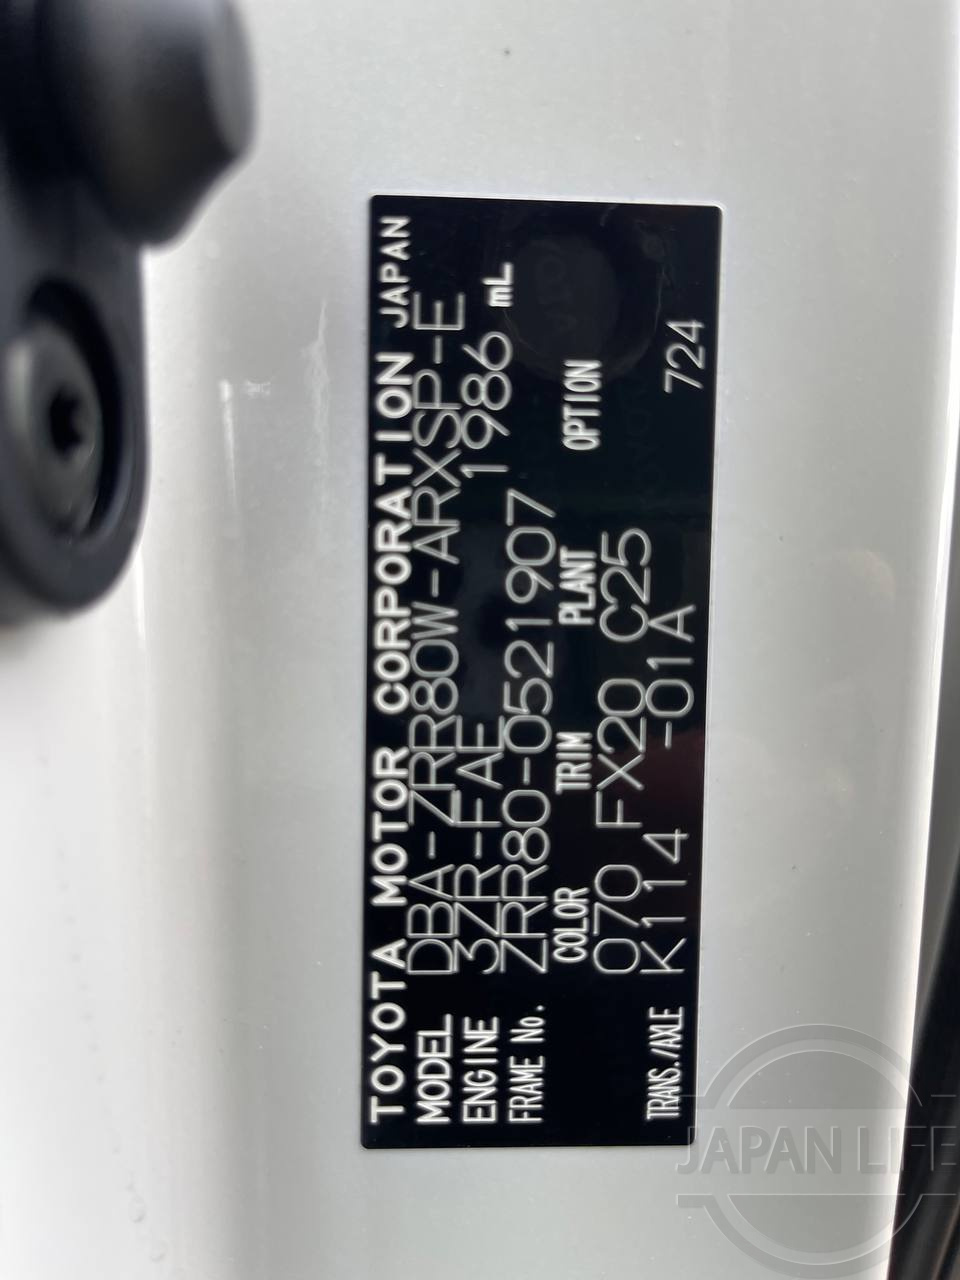 TOYOTA MOTOR CORPORATION JAPAN
MODEL DBA-ZRR80W-ARXSP-E
ENGINE 3ZR-FAE 1986 mL
FRAME No. ZRR80-0521907
COLOR TRIM PLANT OPTION
070 FX20 C25
TRANS./AXLE K114 -01A 724
JAPAN LIFE